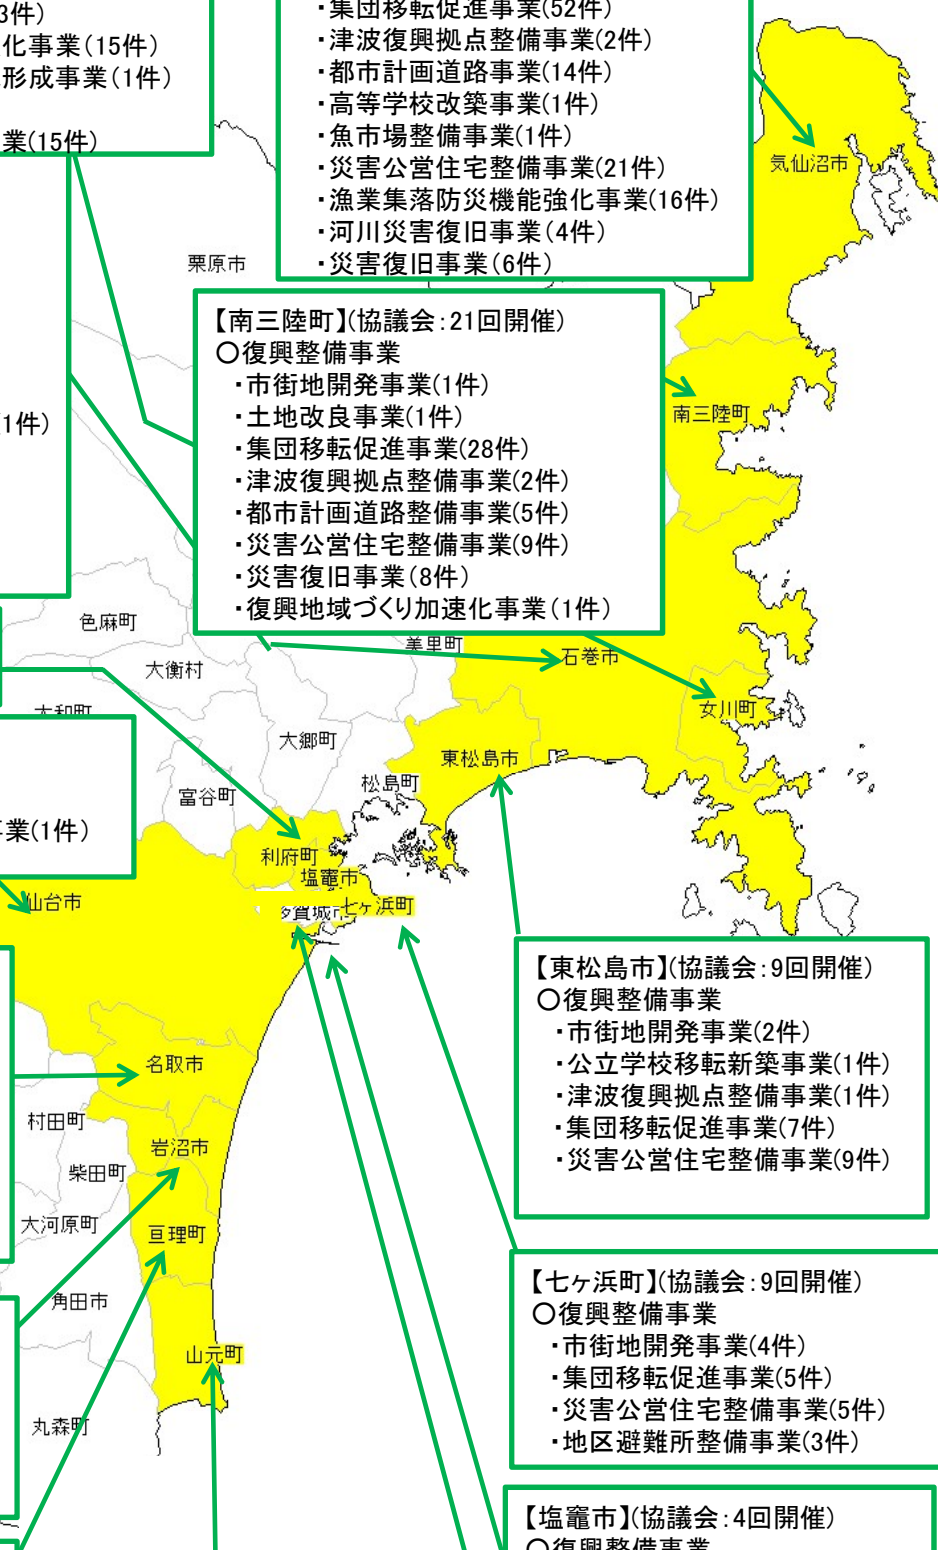 3件)
化事業(15件)
形成事業(1件)
業(15件)
・集団移転促進事業(52件)
・津波復興拠点整備事業(2件)
・都市計画道路事業(14件)
・高等学校改築事業(1件)
・魚市場整備事業(1件)
・災害公営住宅整備事業(21件)
・漁業集落防災機能強化事業(16件)
・河川災害復旧事業(4件)
・災害復旧事業(6件)
気仙沼市
栗原市
【南三陸町】(協議会:21回開催)
○復興整備事業
・市街地開発事業(1件)
・土地改良事業(1件)
・集団移転促進事業(28件)
・津波復興拠点整備事業(2件)
・都市計画道路整備事業(5件)
・災害公営住宅整備事業(9件)
・災害復旧事業(8件)
・復興地域づくり加速化事業(1件)
南三陸町
1件)
色麻町
美里町
石巻市
大衡村
女川町
大和町
大郷町
東松島市
松島町
富谷町
業(1件)
利府町
塩竈市
仙台市
七ヶ浜町
【東松島市】(協議会:9回開催)
○復興整備事業
・市街地開発事業(2件)
・公立学校移転新築事業(1件)
・津波復興拠点整備事業(1件)
・集団移転促進事業(7件)
・災害公営住宅整備事業(9件)
名取市
村田町
岩沼市
柴田町
大河原町
亘理町
角田市
山元町
丸森町
【七ヶ浜町】(協議会:9回開催)
○復興整備事業
・市街地開発事業(4件)
・集団移転促進事業(5件)
・災害公営住宅整備事業(5件)
・地区避難所整備事業(3件)
【塩竈市】(協議会:4回開催)
○復興整備事業